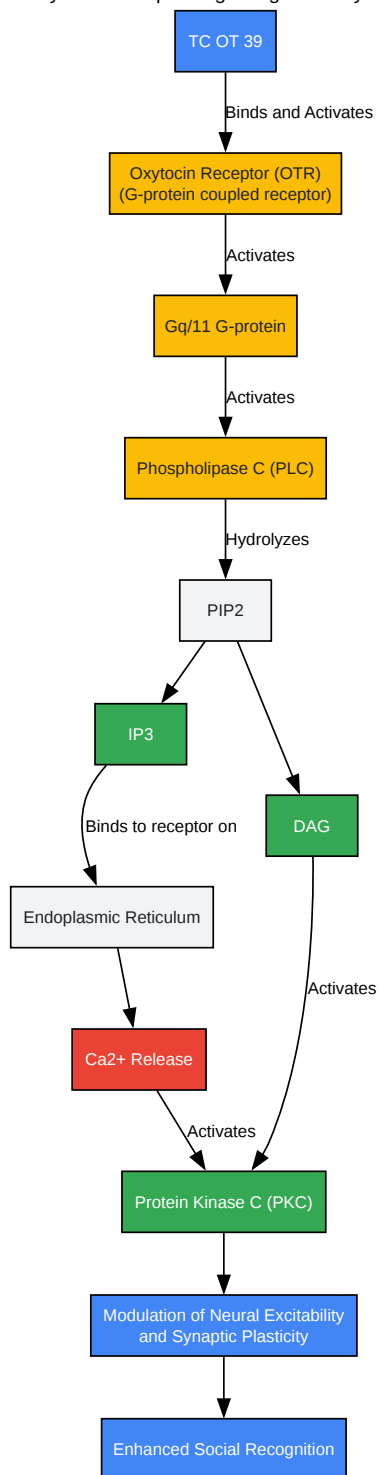 TC OT 39
Binds and Activates
Oxytocin Receptor (OTR)
(G-protein coupled receptor)
Activates
Gq/11 G-protein
Activates
Phospholipase C (PLC)
Hydrolyzes
PIP2
IP3
DAG
Binds to receptor on
Endoplasmic Reticulum
Activates
Ca2+ Release
Activates
Protein Kinase C (PKC)
Modulation of Neural Excitability
and Synaptic Plasticity
Enhanced Social Recognition